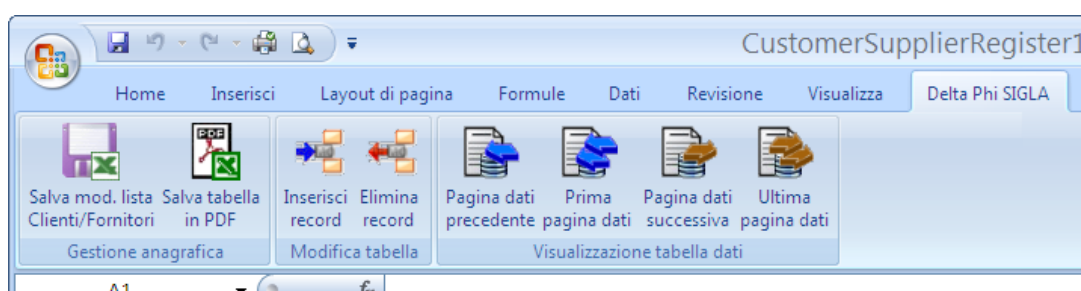 CustomerSupplierRegister1
Home Inserisci Layout di pagina Formule Dati Revisione Visualizza Delta Phi SIGLA
PDF
Salva mod. lista Salva tabella Inserisci Elimina Pagina dati Prima Pagina dati Ultima
Clienti/Fornitori in PDF record record precedente pagina dati successiva pagina dati
Gestione anagrafica Modifica tabella Visualizzazione tabella dati
A1 fx